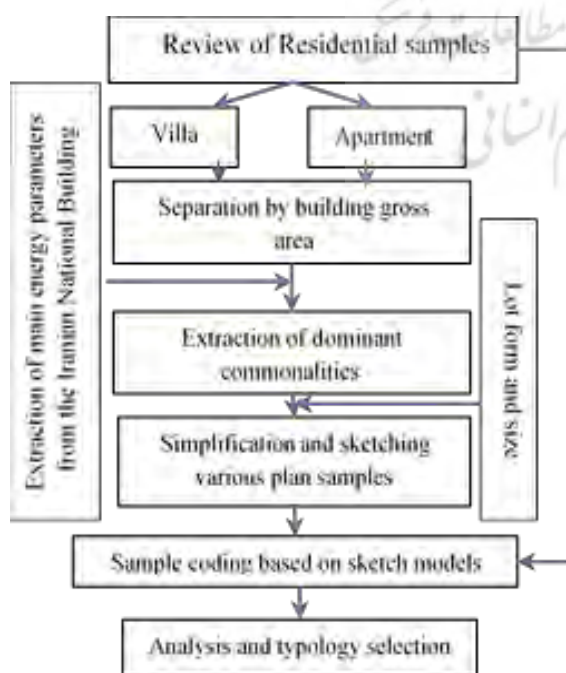 مطالعات فرهنگی
Review of Residential samples
Villa
Apartment
Separation by building gross
area
Extraction of main energy parameters
from the Iranian National Building
Extraction of dominant
commonalities
Lot form and size
Simplification and sketching
various plan samples
Sample coding based on sketch models
Analysis and typology selection